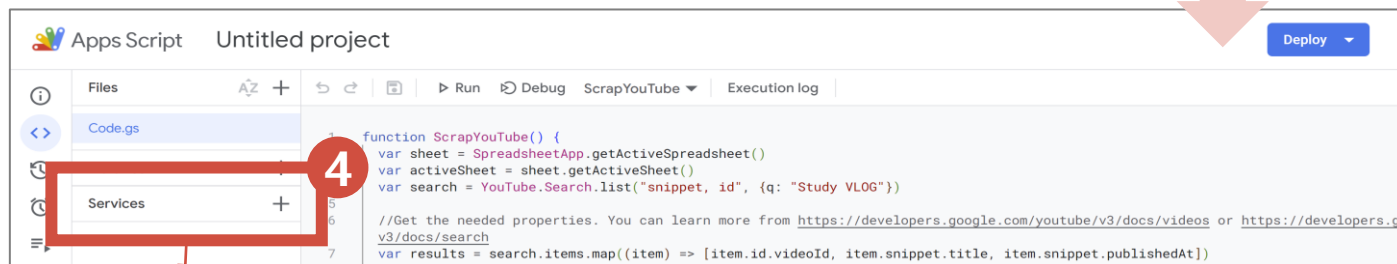 Apps Script Untitled project
Deploy
Files
AZ
Run Debug ScrapYouTube Execution log
Code.gs
4
Services
1 function ScrapYouTube() {
var sheet = SpreadsheetApp.getActiveSpreadsheet()
var activeSheet = sheet.getActiveSheet()
var search = YouTube.Search.list("snippet, id", {q: "Study VLOG"})
5
6 //Get the needed properties. You can learn more from https://developers.google.com/youtube/v3/docs/videos or https://developers.g
v3/docs/search
7 var results = search.items.map((item) => [item.id.videoId, item.snippet.title, item.snippet.publishedAt])